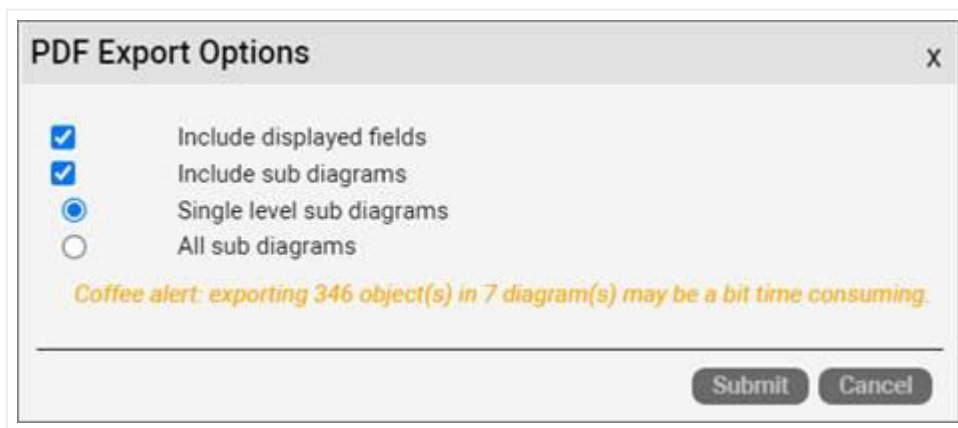 PDF Export Options x
Include displayed fields
Include sub diagrams
Single level sub diagrams
All sub diagrams
Coffee alert: exporting 346 object(s) in 7 diagram(s) may be a bit time consuming.
Submit Cancel